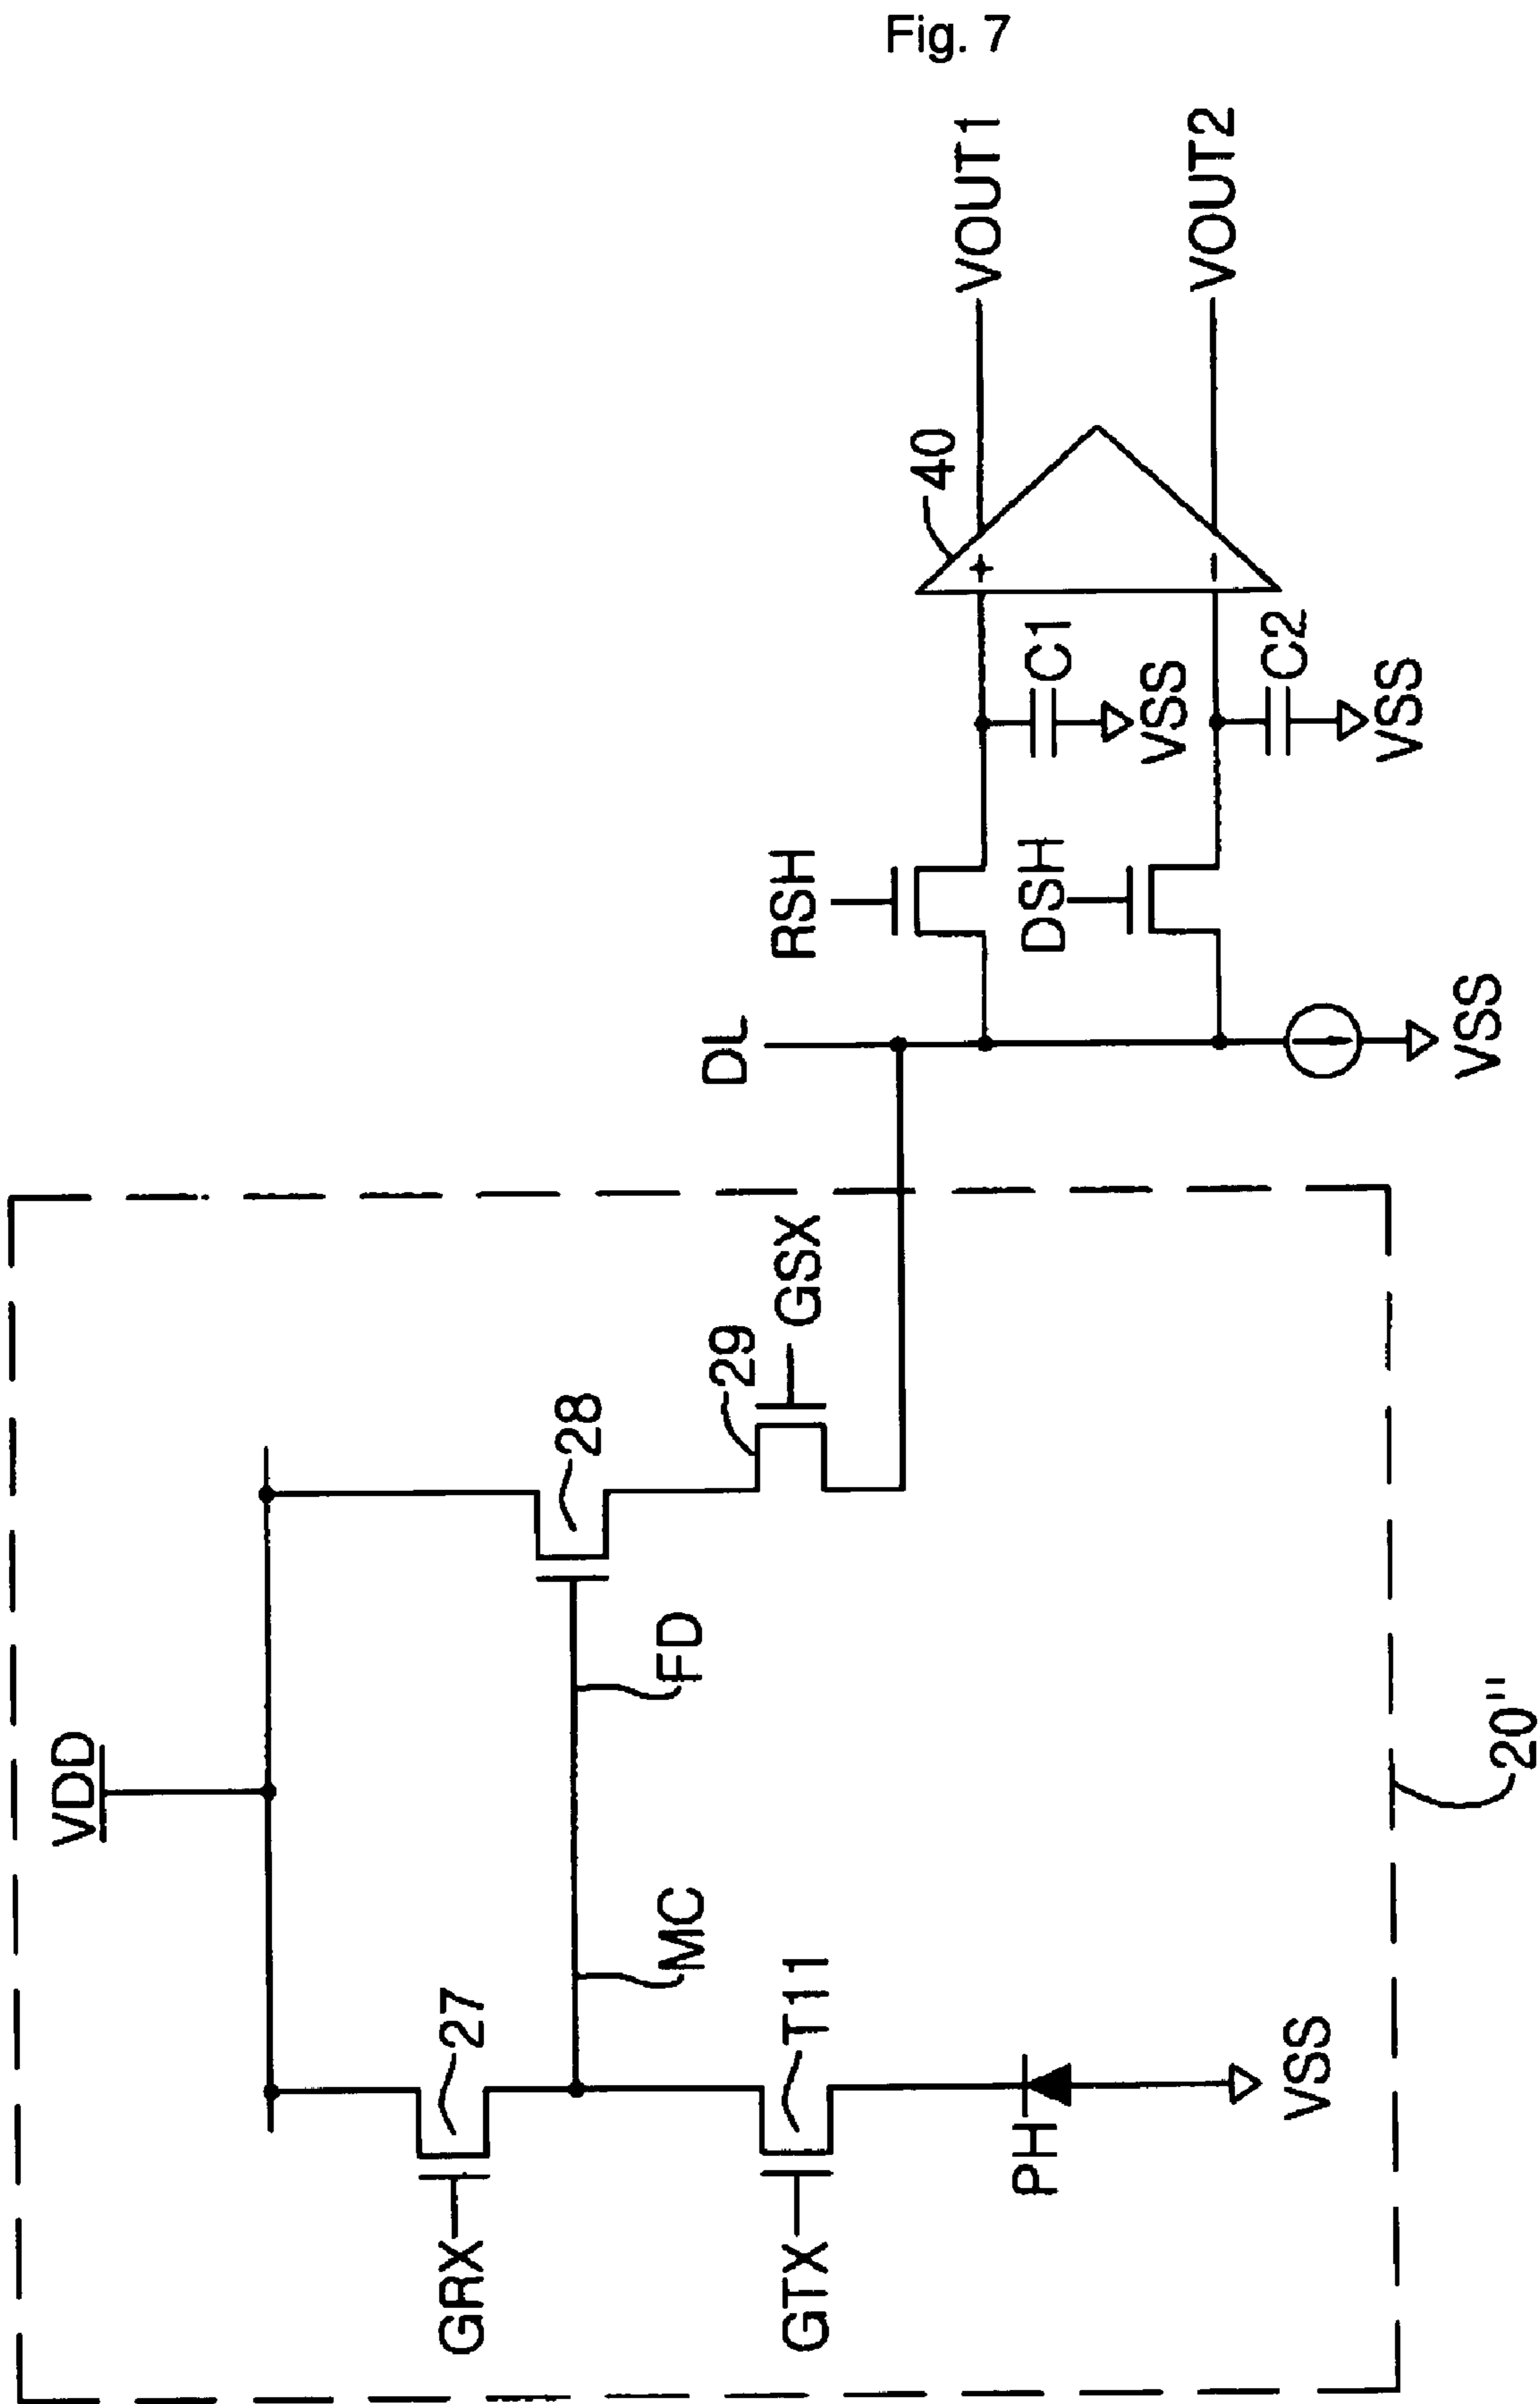 Fig. 7
VDD
GRX
27
28
MC
FD
GTX
T11
29
GSX
PH
VSS
20''
DL
RSH
DSH
VSS
C1
VSS
C2
VSS
40
+
−
VOUT1
VOUT2